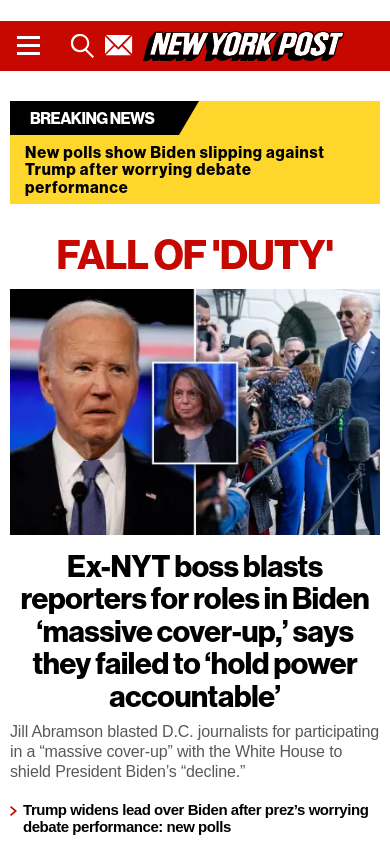 NEW YORK POST
BREAKING NEWS
New polls show Biden slipping against
Trump after worrying debate
performance
FALL OF 'DUTY'
Ex-NYT boss blasts
reporters for roles in Biden
‘massive cover-up,’ says
they failed to ‘hold power
accountable’
Jill Abramson blasted D.C. journalists for participating
in a “massive cover-up” with the White House to
shield President Biden’s “decline.”
Trump widens lead over Biden after prez’s worrying
debate performance: new polls